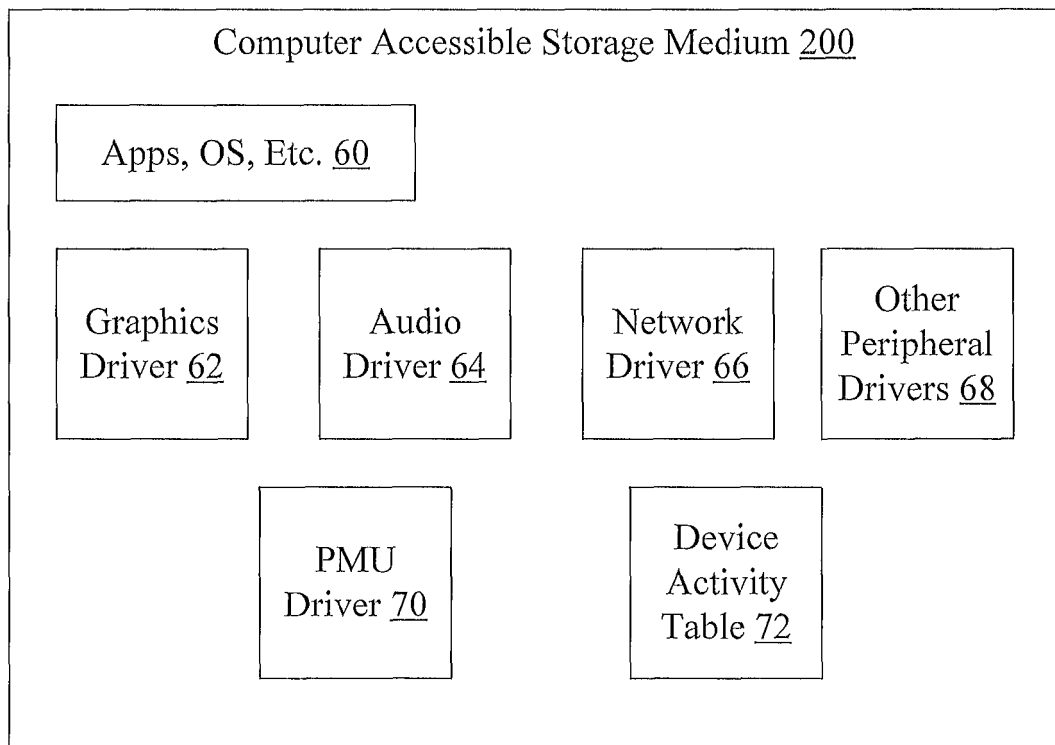 Computer Accessible Storage Medium 200
Apps, OS, Etc. 60
Graphics
Driver 62
Audio
Driver 64
Network
Driver 66
Other
Peripheral
Drivers 68
PMU
Driver 70
Device
Activity
Table 72